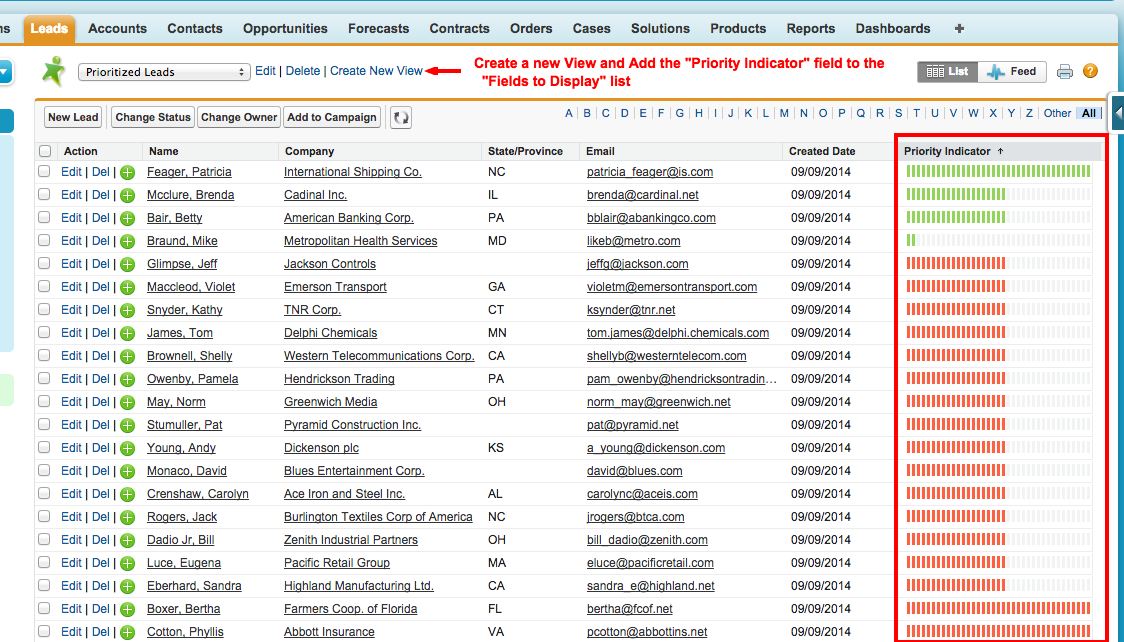 ns Leads Accounts Contacts Opportunities Forecasts Contracts Orders Cases Solutions Products Reports Dashboards +
Prioritized Leads Edit | Delete | Create New View Create a new View and Add the "Priority Indicator" field to the List Feed ?
"Fields to Display" list
New Lead Change Status Change Owner Add to Campaign A B C D E F G H I J K L M N O P Q R S T U V W X Y Z Other All
Action Name Company State/Province Email Created Date Priority Indicator ↑
Edit | Del | Feager, Patricia International Shipping Co. NC patricia_feager@is.com 09/09/2014
Edit | Del | Mcclure, Brenda Cadinal Inc. IL brenda@cardinal.net 09/09/2014
Edit | Del | Bair, Betty American Banking Corp. PA bblair@abankingco.com 09/09/2014
Edit | Del | Braund, Mike Metropolitan Health Services MD likeb@metro.com 09/09/2014
Edit | Del | Glimpse, Jeff Jackson Controls jeffg@jackson.com 09/09/2014
Edit | Del | Maccleod, Violet Emerson Transport GA violetm@emersontransport.com 09/09/2014
Edit | Del | Snyder, Kathy TNR Corp. CT ksynder@tnr.net 09/09/2014
Edit | Del | James, Tom Delphi Chemicals MN tom.james@delphi.chemicals.com 09/09/2014
Edit | Del | Brownell, Shelly Western Telecommunications Corp. CA shellyb@westerntelecom.com 09/09/2014
Edit | Del | Owenby, Pamela Hendrickson Trading PA pam_owenby@hendricksontradin... 09/09/2014
Edit | Del | May, Norm Greenwich Media OH norm_may@greenwich.net 09/09/2014
Edit | Del | Stumuller, Pat Pyramid Construction Inc. pat@pyramid.net 09/09/2014
Edit | Del | Young, Andy Dickenson plc KS a_young@dickenson.com 09/09/2014
Edit | Del | Monaco, David Blues Entertainment Corp. david@blues.com 09/09/2014
Edit | Del | Crenshaw, Carolyn Ace Iron and Steel Inc. AL carolync@aceis.com 09/09/2014
Edit | Del | Rogers, Jack Burlington Textiles Corp of America NC jrogers@btca.com 09/09/2014
Edit | Del | Dadio Jr, Bill Zenith Industrial Partners OH bill_dadio@zenith.com 09/09/2014
Edit | Del | Luce, Eugena Pacific Retail Group MA eluce@pacificretail.com 09/09/2014
Edit | Del | Eberhard, Sandra Highland Manufacturing Ltd. CA sandra_e@highland.net 09/09/2014
Edit | Del | Boxer, Bertha Farmers Coop. of Florida FL bertha@fcof.net 09/09/2014
Edit | Del | Cotton, Phyllis Abbott Insurance VA pcotton@abbottins.net 09/09/2014